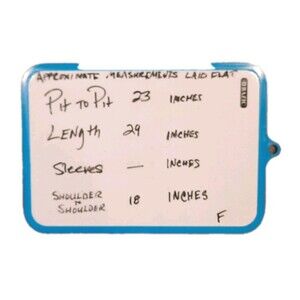 APPROXIMATE MEASUREMENTS LAID FLAT
PIT TO PIT 23 INCHES
LENGTH 29 INCHES
SLEEVES — INCHES
SHOULDER TO SHOULDER 18 INCHES
F